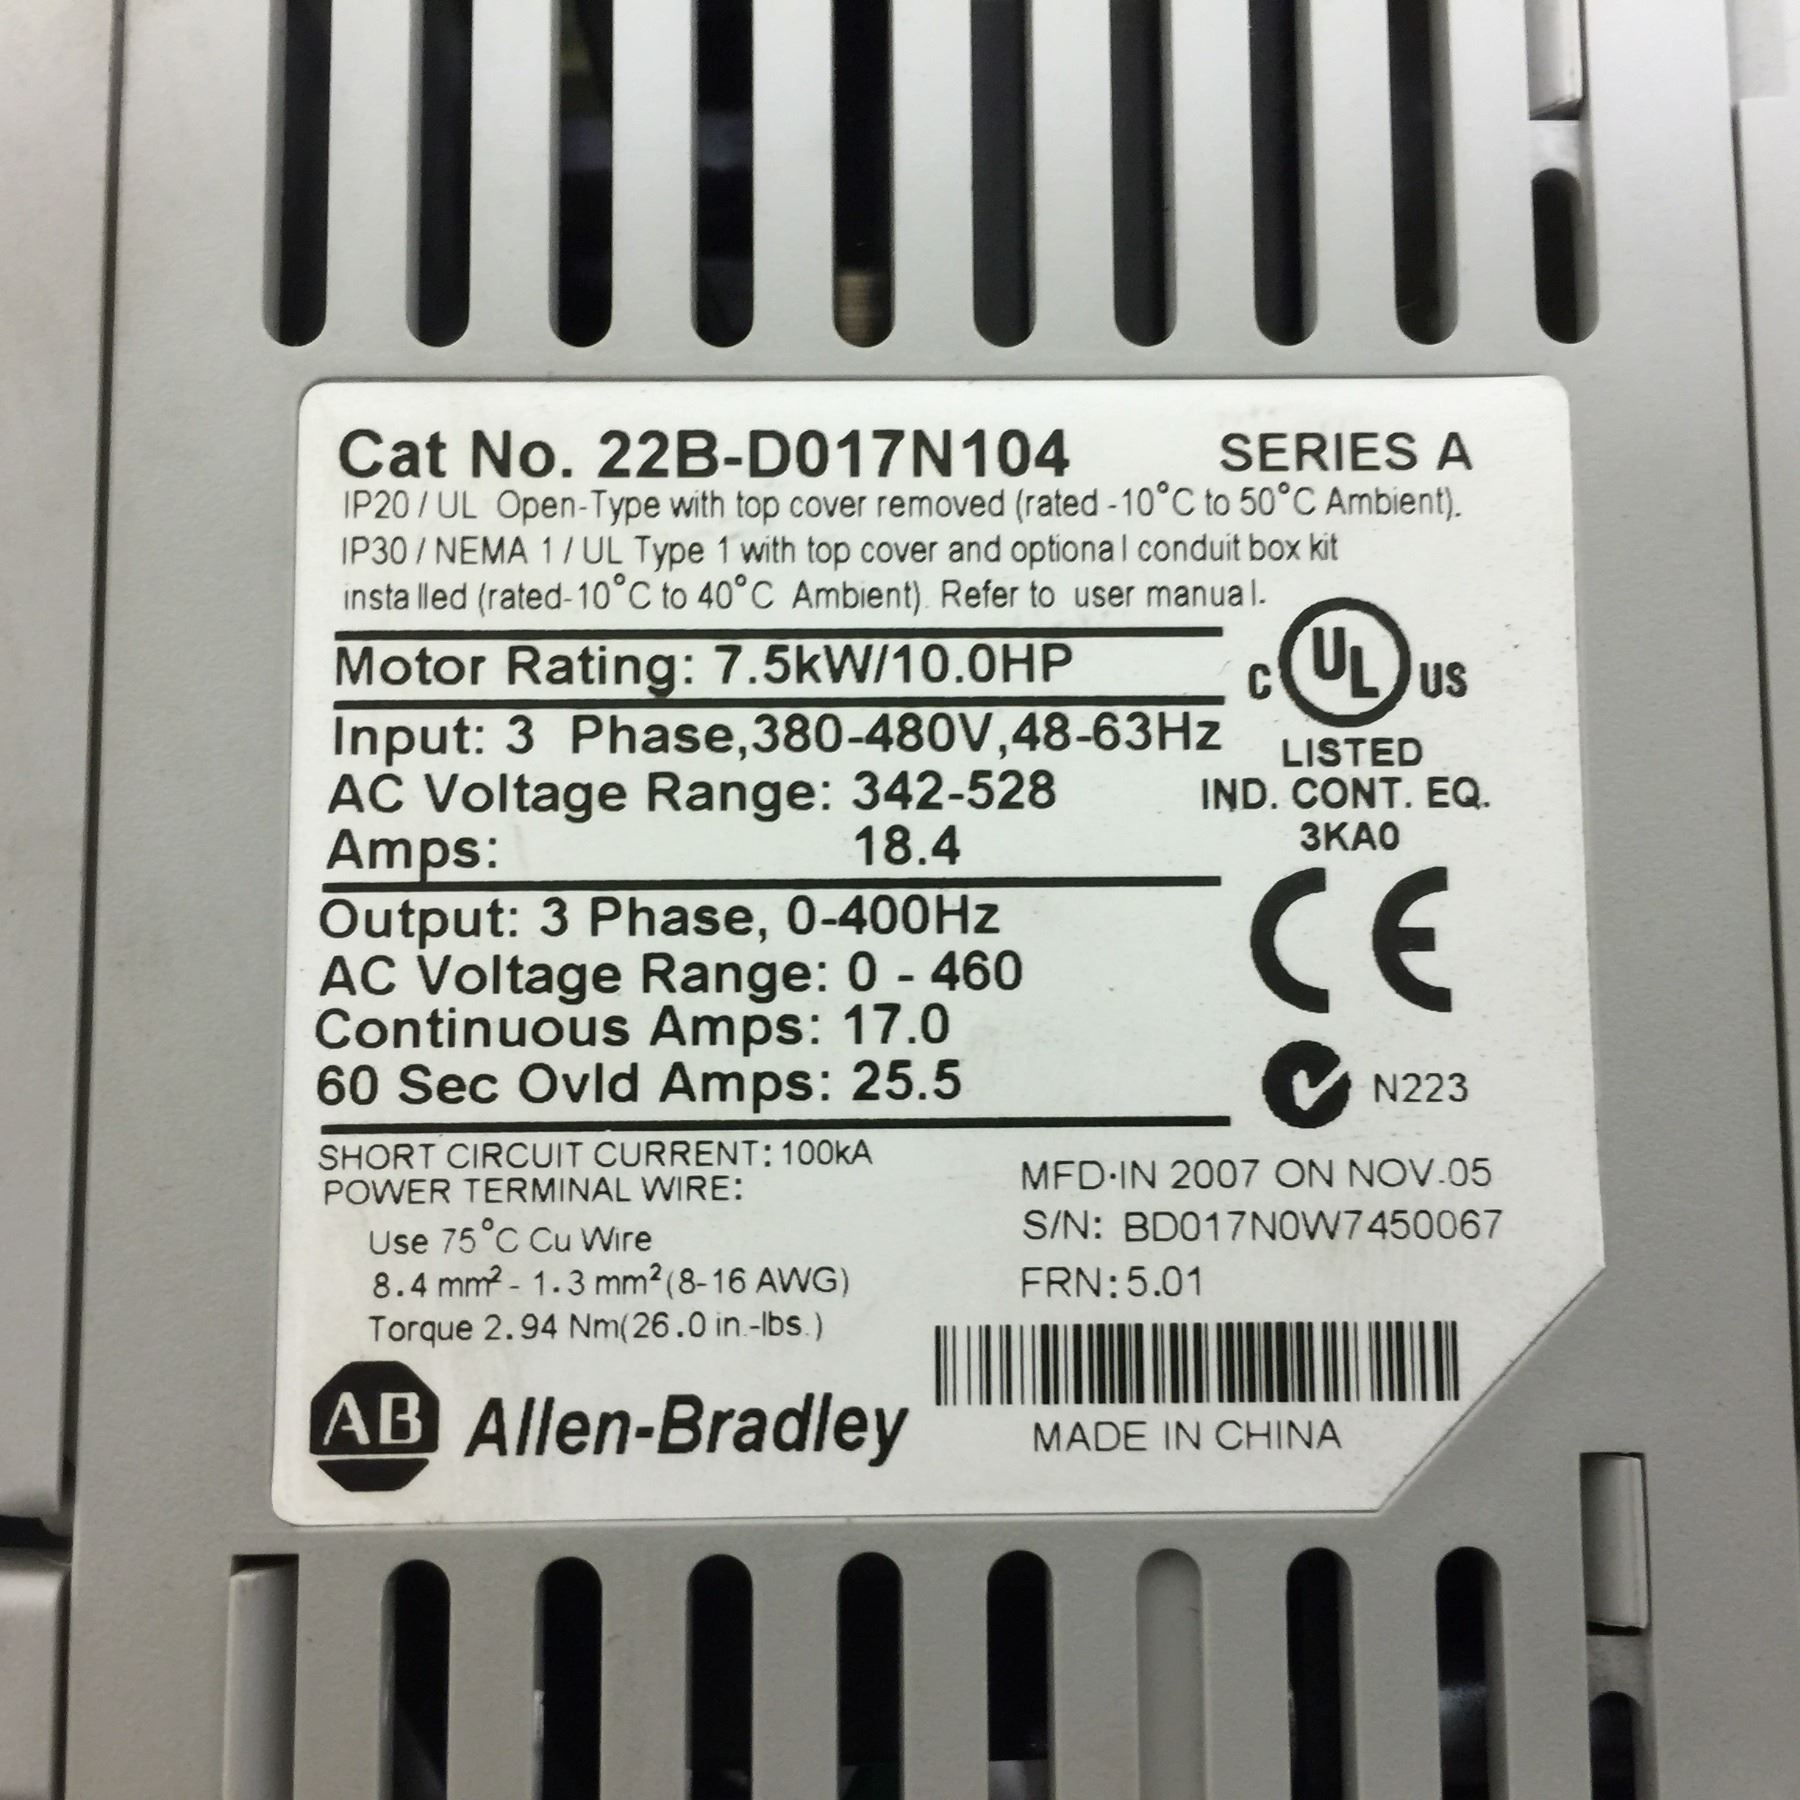 Cat No. 22B-D017N104 SERIES A
IP20 / UL Open-Type with top cover removed (rated -10°C to 50°C Ambient).
IP30 / NEMA 1 / UL Type 1 with top cover and optional conduit box kit
installed (rated-10°C to 40°C Ambient). Refer to user manual.
Motor Rating: 7.5kW/10.0HP
C UL US
Input: 3 Phase,380-480V,48-63Hz
LISTED
AC Voltage Range: 342-528
IND. CONT. EQ.
Amps: 18.4
3KA0
CE
Output: 3 Phase, 0-400Hz
AC Voltage Range: 0 - 460
Continuous Amps: 17.0
60 Sec Ovld Amps: 25.5
N223
SHORT CIRCUIT CURRENT: 100kA
POWER TERMINAL WIRE:
Use 75°C Cu Wire
8.4 mm² - 1.3 mm² (8-16 AWG)
Torque 2.94 Nm(26.0 in.-lbs.)
MFD·IN 2007 ON NOV.05
S/N: BD017N0W7450067
FRN: 5.01
AB Allen-Bradley
MADE IN CHINA